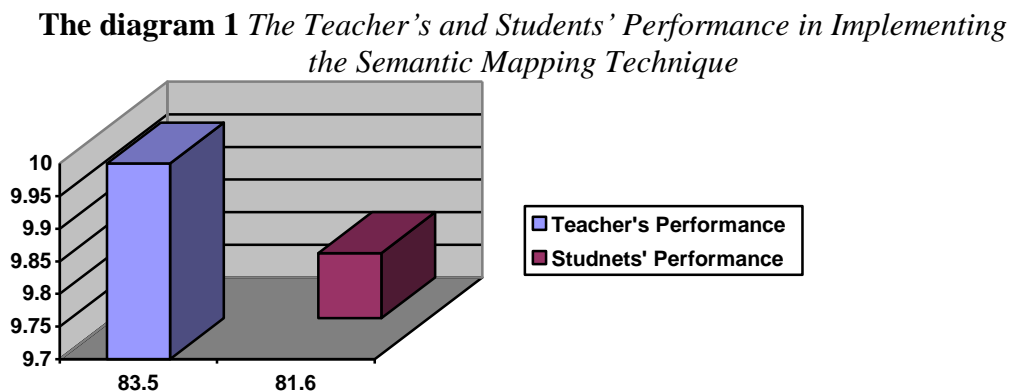 The diagram 1 The Teacher’s and Students’ Performance in Implementing
the Semantic Mapping Technique
10
9.95
9.9
9.85
9.8
9.75
9.7
83.5 81.6
Teacher's Performance
Studnets' Performance